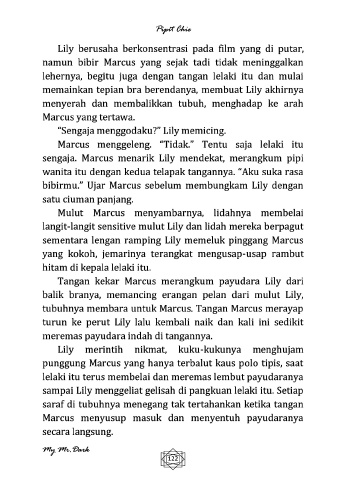 Pipit Chie
Lily berusaha berkonsentrasi pada film yang di putar,
namun bibir Marcus yang sejak tadi tidak meninggalkan
lehernya, begitu juga dengan tangan lelaki itu dan mulai
memainkan tepian bra berendanya, membuat Lily akhirnya
menyerah dan membalikkan tubuh, menghadap ke arah
Marcus yang tertawa.
“Sengaja menggodaku?” Lily memicing.
Marcus menggeleng. “Tidak.” Tentu saja lelaki itu
sengaja. Marcus menarik Lily mendekat, merangkum pipi
wanita itu dengan kedua telapak tangannya. “Aku suka rasa
bibirmu.” Ujar Marcus sebelum membungkam Lily dengan
satu ciuman panjang.
Mulut Marcus menyambarnya, lidahnya membelai
langit-langit sensitive mulut Lily dan lidah mereka berpagut
sementara lengan ramping Lily memeluk pinggang Marcus
yang kokoh, jemarinya terangkat mengusap-usap rambut
hitam di kepala lelaki itu.
Tangan kekar Marcus merangkum payudara Lily dari
balik branya, memancing erangan pelan dari mulut Lily,
tubuhnya membara untuk Marcus. Tangan Marcus merayap
turun ke perut Lily lalu kembali naik dan kali ini sedikit
meremas payudara indah di tangannya.
Lily merintih nikmat, kuku-kukunya menghujam
punggung Marcus yang hanya terbalut kaus polo tipis, saat
lelaki itu terus membelai dan meremas lembut payudaranya
sampai Lily menggeliat gelisah di pangkuan lelaki itu. Setiap
saraf di tubuhnya menegang tak tertahankan ketika tangan
Marcus menyusup masuk dan menyentuh payudaranya
secara langsung.
My Mr. Dark
122